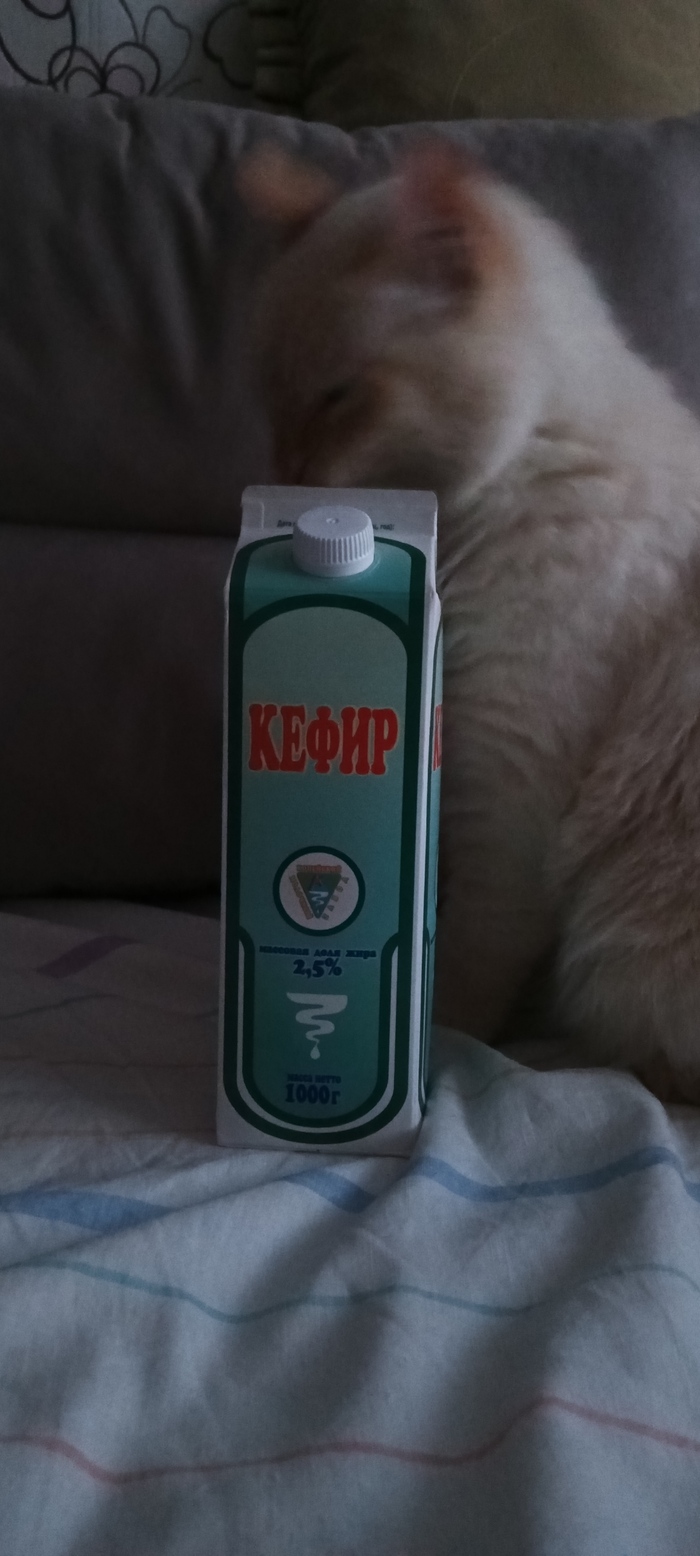 КЕФИР
массовая доля жира
2,5%
масса нетто
1000г